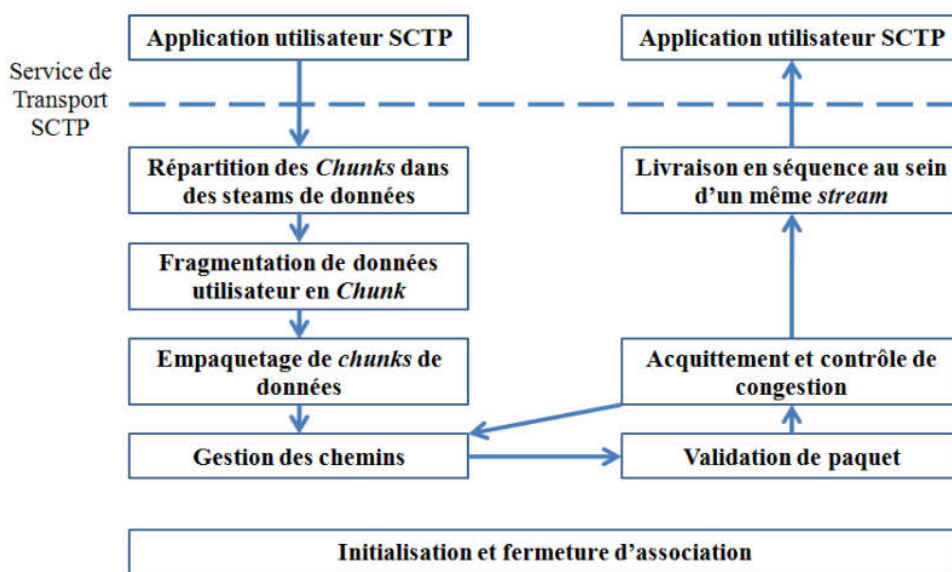 Application utilisateur SCTP
Application utilisateur SCTP
Service de
Transport
SCTP
Répartition des Chunks dans
des steams de données
Livraison en séquence au sein
d'un même stream
Fragmentation de données
utilisateur en Chunk
Empaquetage de chunks de
données
Acquittement et contrôle de
congestion
Gestion des chemins
Validation de paquet
Initialisation et fermeture d'association